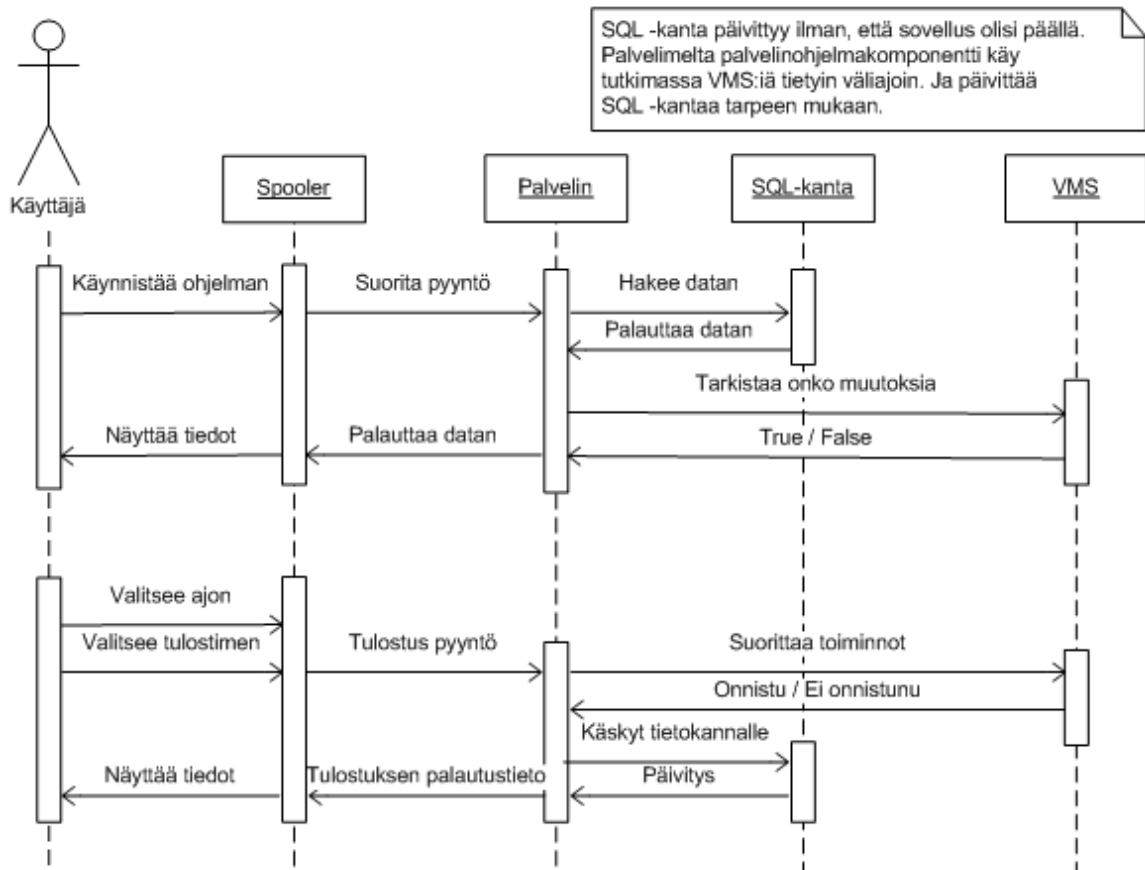 SQL -kanta päivittyy ilman, että sovellus olisi päällä.
Palvelimelta palvelinohjelmakomponentti käy
tutkimassa VMS:iä tietyin väliajoin. Ja päivittää
SQL -kantaa tarpeen mukaan.
Käyttäjä
Spooler
Palvelin
SQL-kanta
VMS
Käynnistää ohjelman
Suorita pyyntö
Hakee datan
Palauttaa datan
Tarkistaa onko muutoksia
Näyttää tiedot
Palauttaa datan
True / False
Valitsee ajon
Valitsee tulostimen
Tulostus pyyntö
Suorittaa toiminnot
Onnistu / Ei onnistunu
Käskyt tietokannalle
Näyttää tiedot
Tulostuksen palautustieto
Päivitys